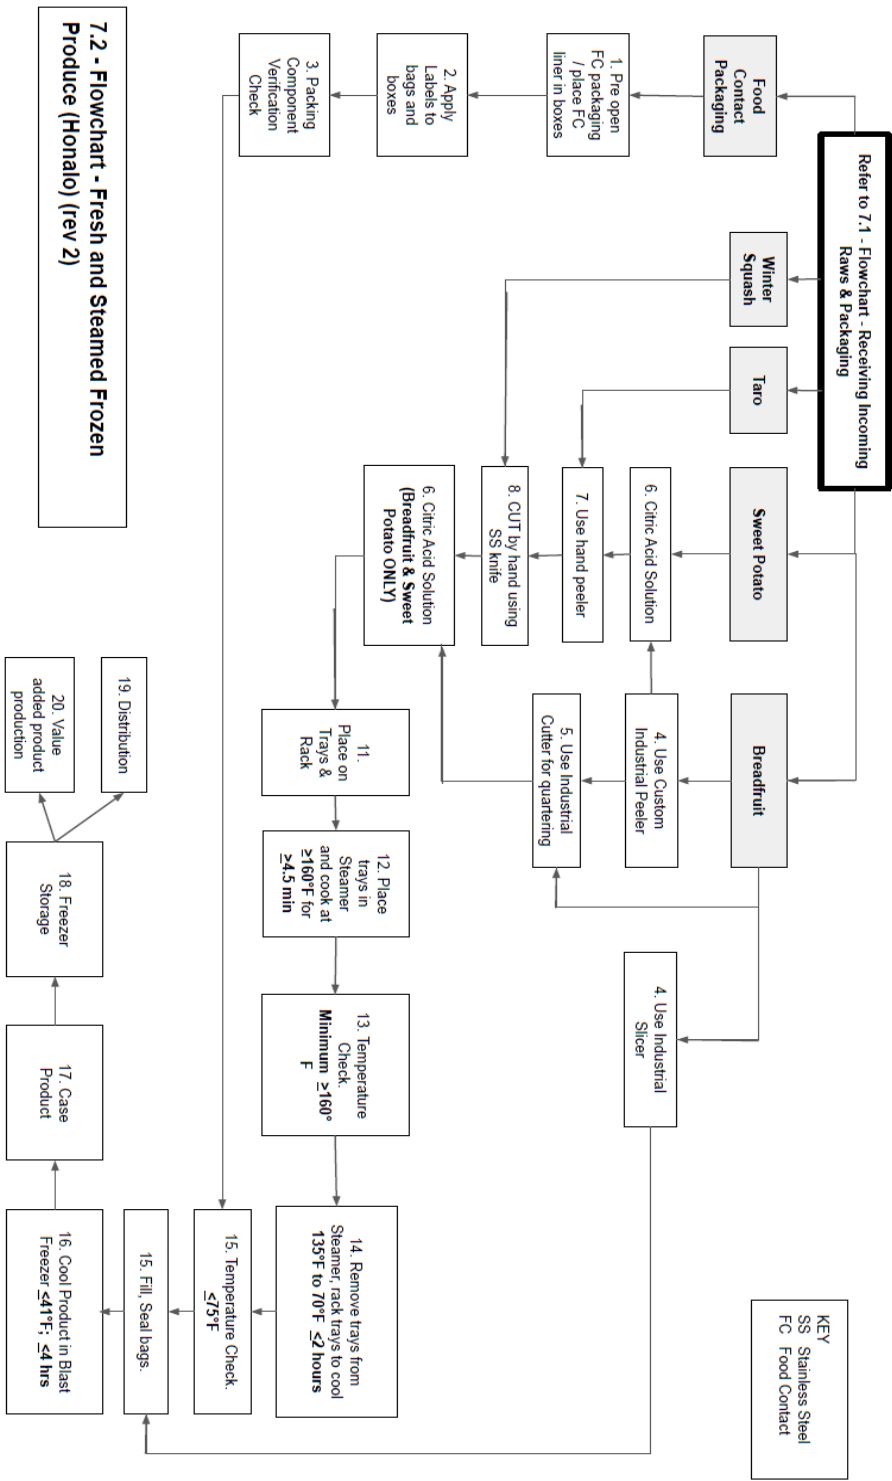 Refer to 7.1 - Flowchart - Receiving Incoming
Raws & Packaging
KEY
SS Stainless Steel
FC Food Contact
Food
Contact
Packaging
Winter
Squash
Taro
Sweet Potato
Breadfruit
1. Pre open
FC packaging
/ place FC
liner in boxes
6. Citric Acid Solution
4. Use Custom
Industrial Peeler
4. Use Industrial
Slicer
7. Use hand peeler
5. Use Industrial
Cutter for quartering
2. Apply
Labels to
bags and
boxes
8. CUT by hand using
SS knife
6. Citric Acid Solution
(Breadfruit & Sweet
Potato ONLY)
3. Packing
Component
Verification
Check
11.
Place on
Trays &
Rack
12. Place
trays in
Steamer
and cook at
≥160°F for
≥4.5 min
13. Temperature
Check.
Minimum ≥160°
F
14. Remove trays from
Steamer, rack trays to cool
135°F to 70°F ≤2 hours
15. Temperature Check.
≤75°F
15. Fill, Seal bags.
16. Cool Product in Blast
Freezer ≤41°F; ≤4 hrs
17. Case
Product
18. Freezer
Storage
19. Distribution
20. Value
added product
production
7.2 - Flowchart - Fresh and Steamed Frozen
Produce (Honalo) (rev 2)